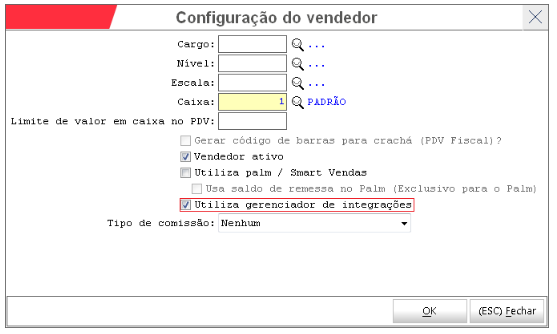 Configuração do vendedor
Cargo: ...
Nível: ...
Escala: ...
Caixa: 1 PADRÃO
Limite de valor em caixa no PDV:
Gerar código de barras para crachá (PDV Fiscal)?
Vendedor ativo
Utiliza palm / Smart Vendas
Usa saldo de remessa no Palm (Exclusivo para o Palm)
Utiliza gerenciador de integrações
Tipo de comissão: Nenhum
OK (ESC) Fechar